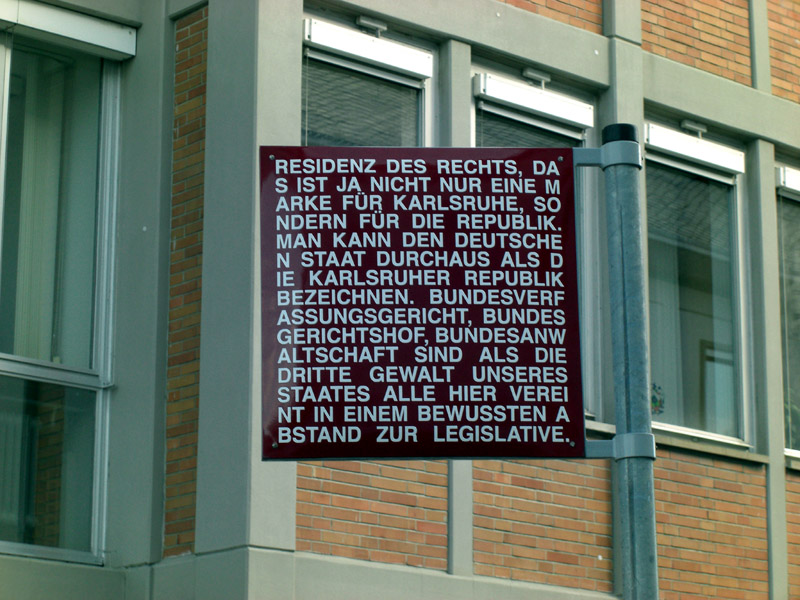 RESIDENZ DES RECHTS, DA
S IST JA NICHT NUR EINE M
ARKE FÜR KARLSRUHE, SO
NDERN FÜR DIE REPUBLIK.
MAN KANN DEN DEUTSCHE
N STAAT DURCHAUS ALS D
IE KARLSRUHER REPUBLIK
BEZEICHNEN. BUNDESVERF
ASSUNGSGERICHT, BUNDES
GERICHTSHOF, BUNDESANW
ALTSCHAFT SIND ALS DIE
DRITTE GEWALT UNSERES
STAATES ALLE HIER VEREI
NT IN EINEM BEWUSSTEN A
BSTAND ZUR LEGISLATIVE.